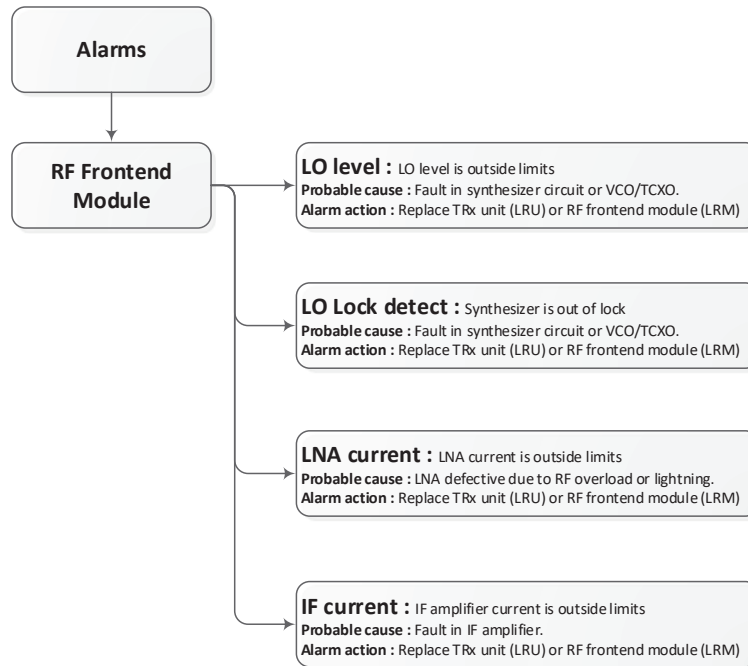 Alarms
RF Frontend
Module
LO level : LO level is outside limits
Probable cause : Fault in synthesizer circuit or VCO/TCXO.
Alarm action : Replace TRx unit (LRU) or RF frontend module (LRM)
LO Lock detect : Synthesizer is out of lock
Probable cause : Fault in synthesizer circuit or VCO/TCXO.
Alarm action : Replace TRx unit (LRU) or RF frontend module (LRM)
LNA current : LNA current is outside limits
Probable cause : LNA defective due to RF overload or lightning.
Alarm action : Replace TRx unit (LRU) or RF frontend module (LRM)
IF current : IF amplifier current is outside limits
Probable cause : Fault in IF amplifier.
Alarm action : Replace TRx unit (LRU) or RF frontend module (LRM)